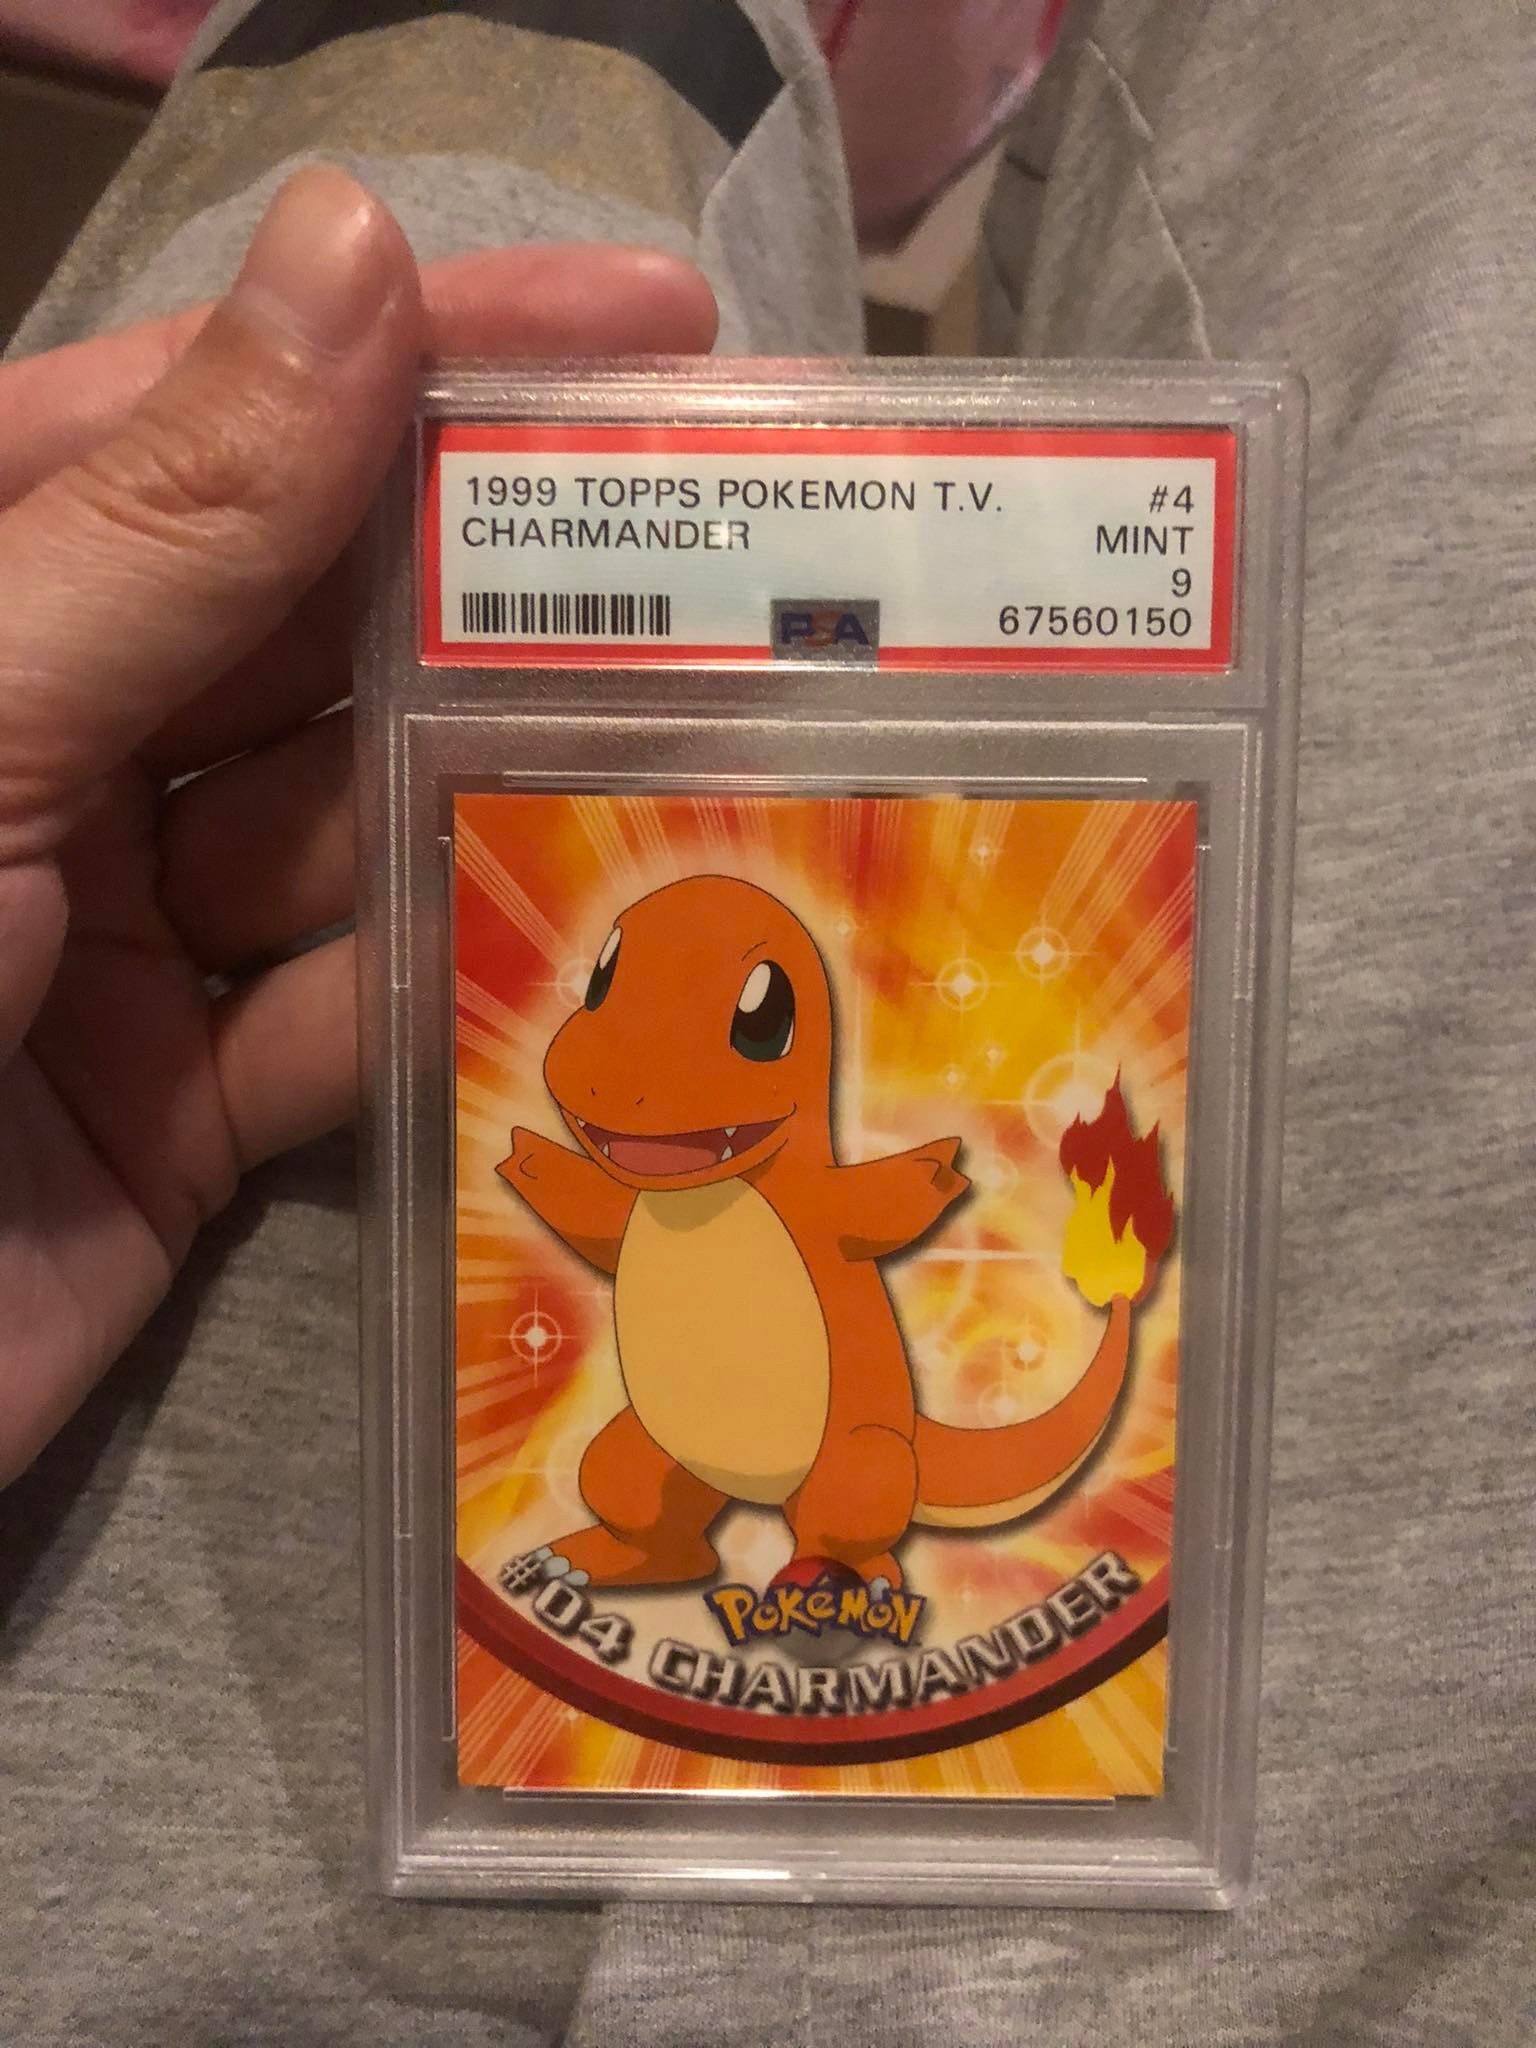 1999 TOPPS POKEMON T.V. #4
CHARMANDER MINT
9
PSA 67560150
POKéMON
#04 CHARMANDER